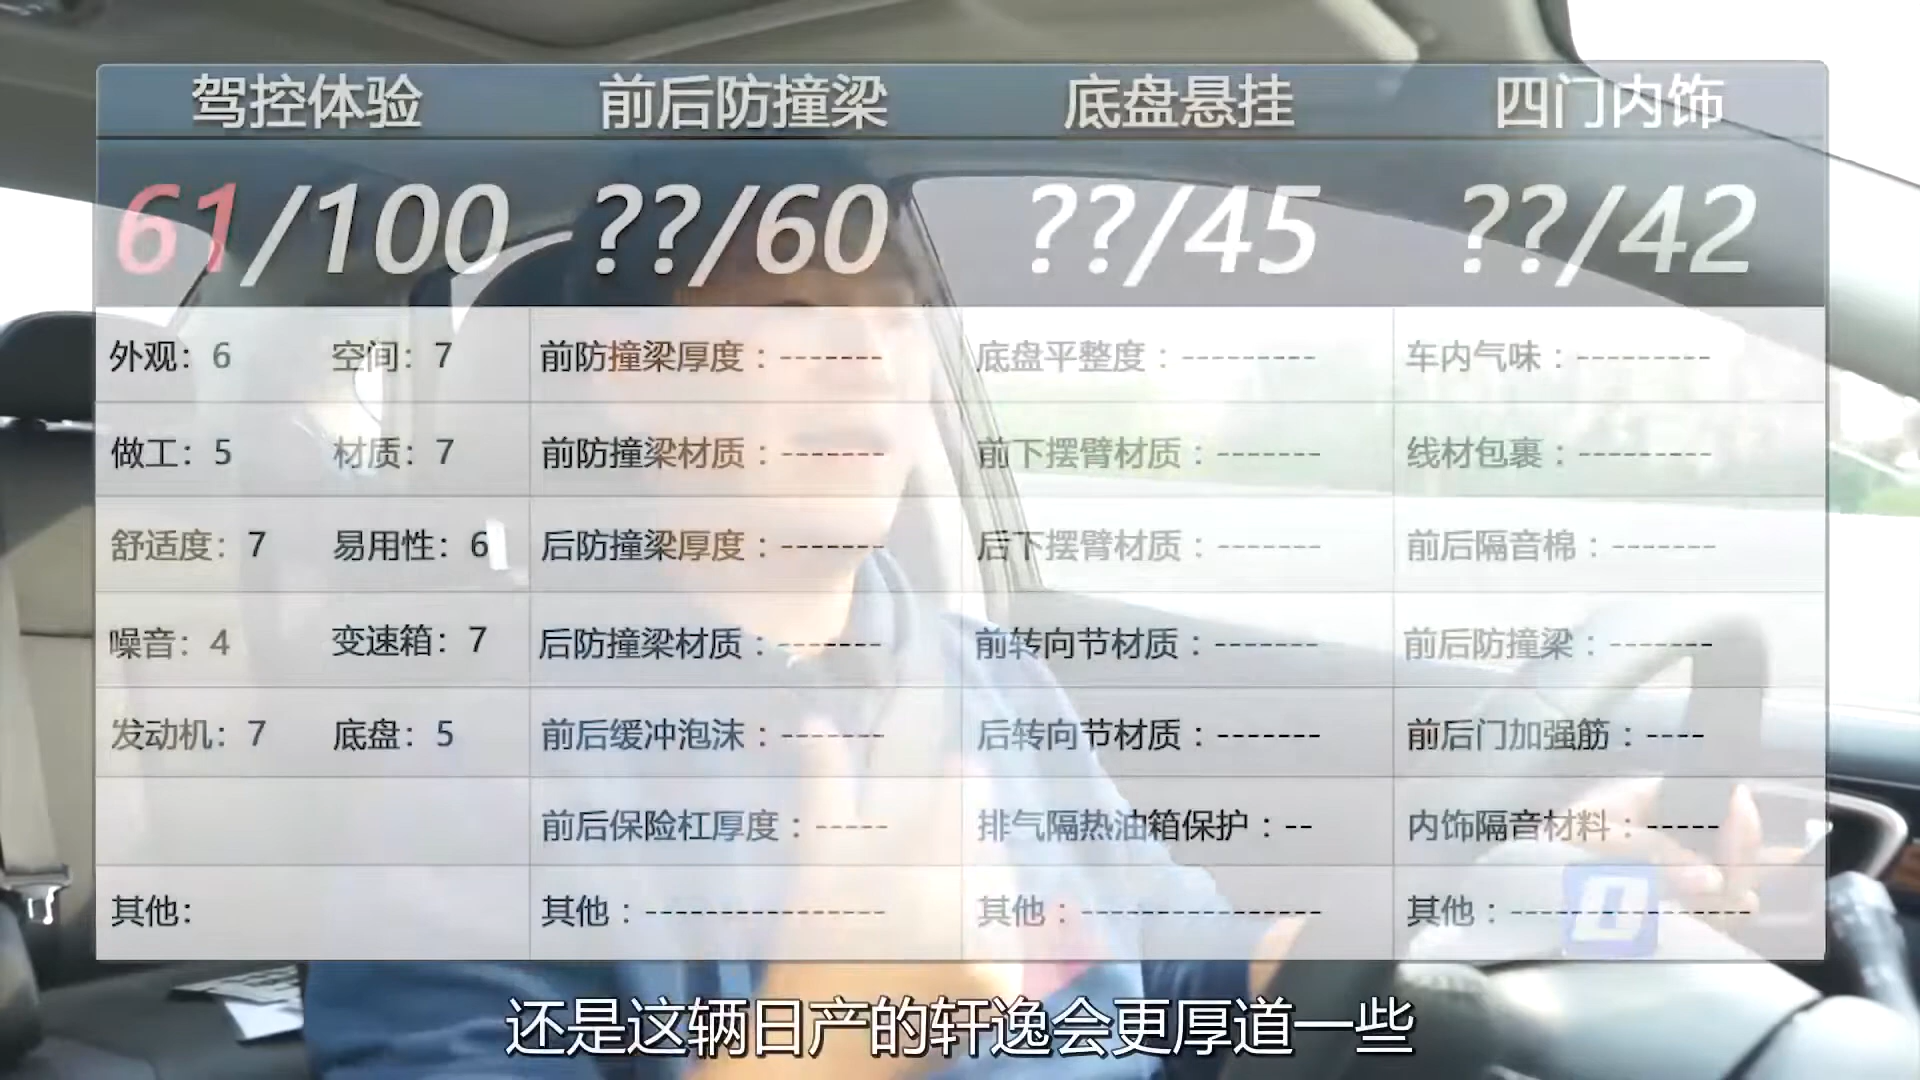 驾控体验 前后防撞梁 底盘悬挂 四门内饰
61/100 ??/60 ??/45 ??/42
外观：6 空间：7 前防撞梁厚度：------- 底盘平整度：--------- 车内气味：---------
做工：5 材质：7 前防撞梁材质：------- 前下摆臂材质：------- 线材包裹：---------
舒适度：7 易用性：6 后防撞梁厚度：------- 后下摆臂材质：------- 前后隔音棉：-------
噪音：4 变速箱：7 后防撞梁材质：------- 前转向节材质：------- 前后防撞梁：-------
发动机：7 底盘：5 前后缓冲泡沫：------- 后转向节材质：------- 前后门加强筋：----
前后保险杠厚度：----- 排气隔热油箱保护：-- 内饰隔音材料：-----
其他： 其他：---------------- 其他：---------------- 其他：----------------
还是这辆日产的轩逸会更厚道一些